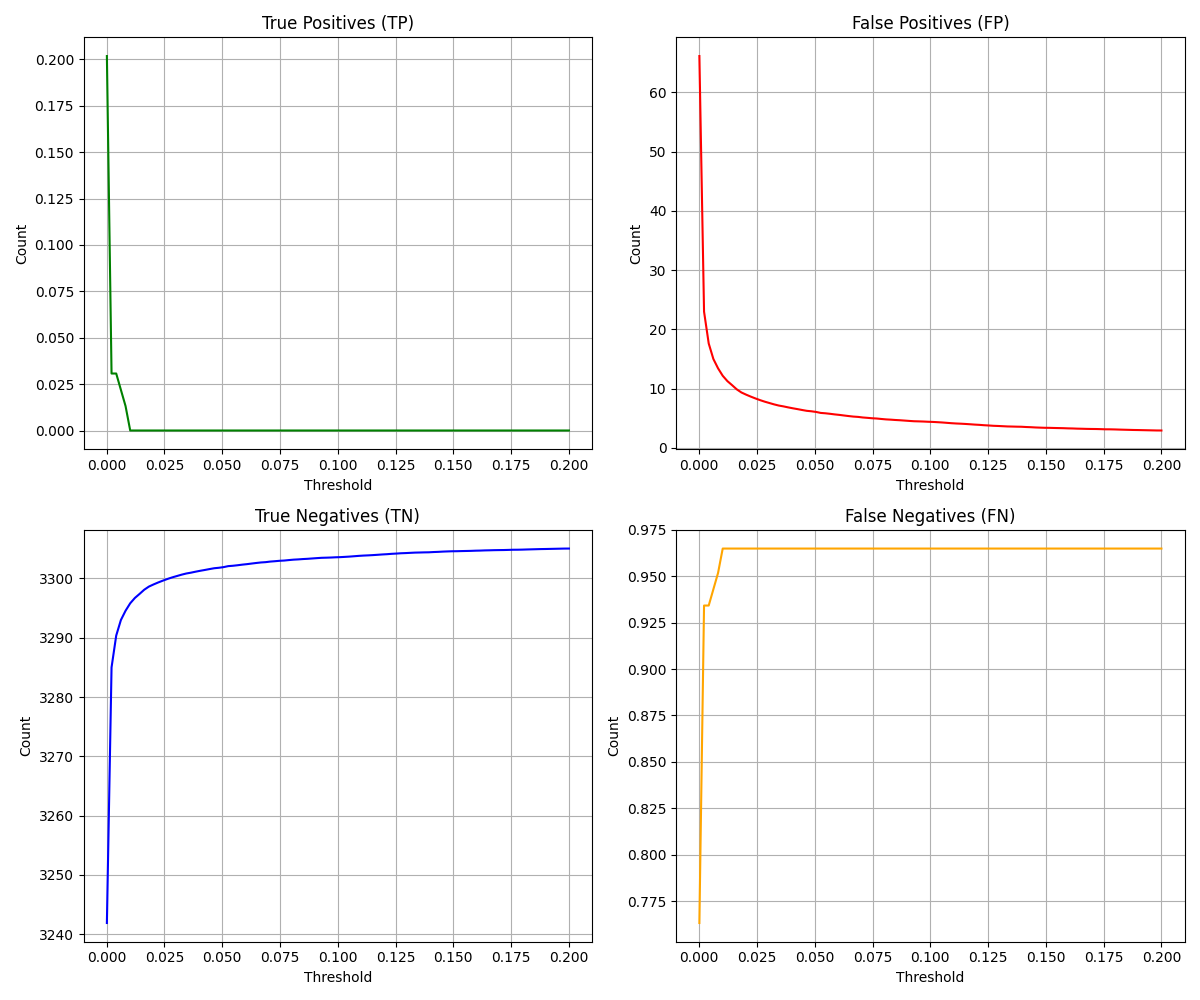 True Positives (TP)
0.200
0.175
0.150
0.125
0.100
0.075
0.050
0.025
0.000
Count
0.000 0.025 0.050 0.075 0.100 0.125 0.150 0.175 0.200
Threshold
False Positives (FP)
60
50
40
30
20
10
0
Count
0.000 0.025 0.050 0.075 0.100 0.125 0.150 0.175 0.200
Threshold
True Negatives (TN)
3300
3290
3280
3270
3260
3250
3240
Count
0.000 0.025 0.050 0.075 0.100 0.125 0.150 0.175 0.200
Threshold
False Negatives (FN)
0.975
0.950
0.925
0.900
0.875
0.850
0.825
0.800
0.775
Count
0.000 0.025 0.050 0.075 0.100 0.125 0.150 0.175 0.200
Threshold